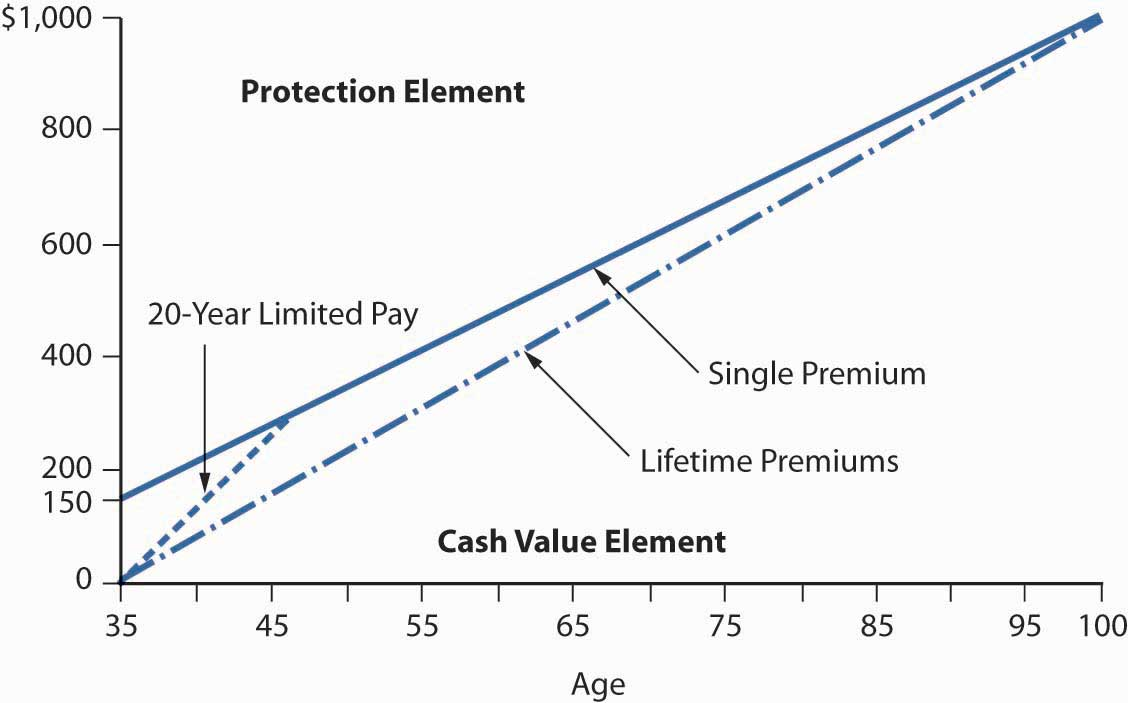 $1,000
Protection Element
800
600
20-Year Limited Pay
400
Single Premium
Lifetime Premiums
200
150
Cash Value Element
0
35 45 55 65 75 85 95 100
Age